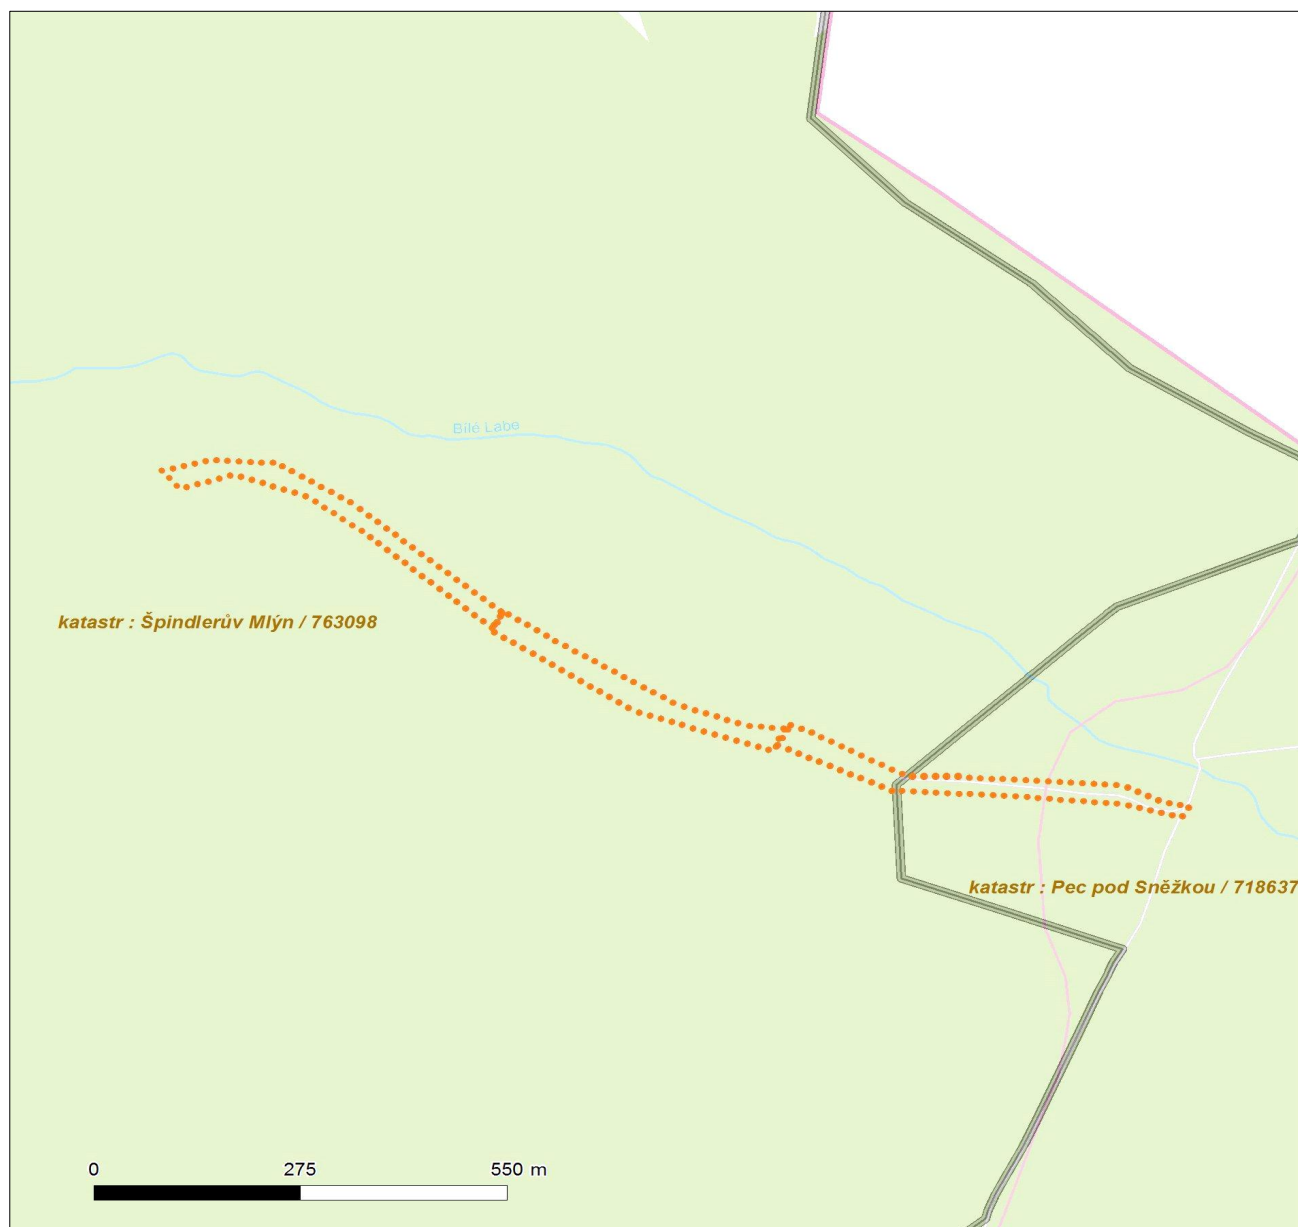 Bílé Labe
katastr : Špindlerův Mlýn / 763098
katastr : Pec pod Sněžkou / 718637
0 275 550 m